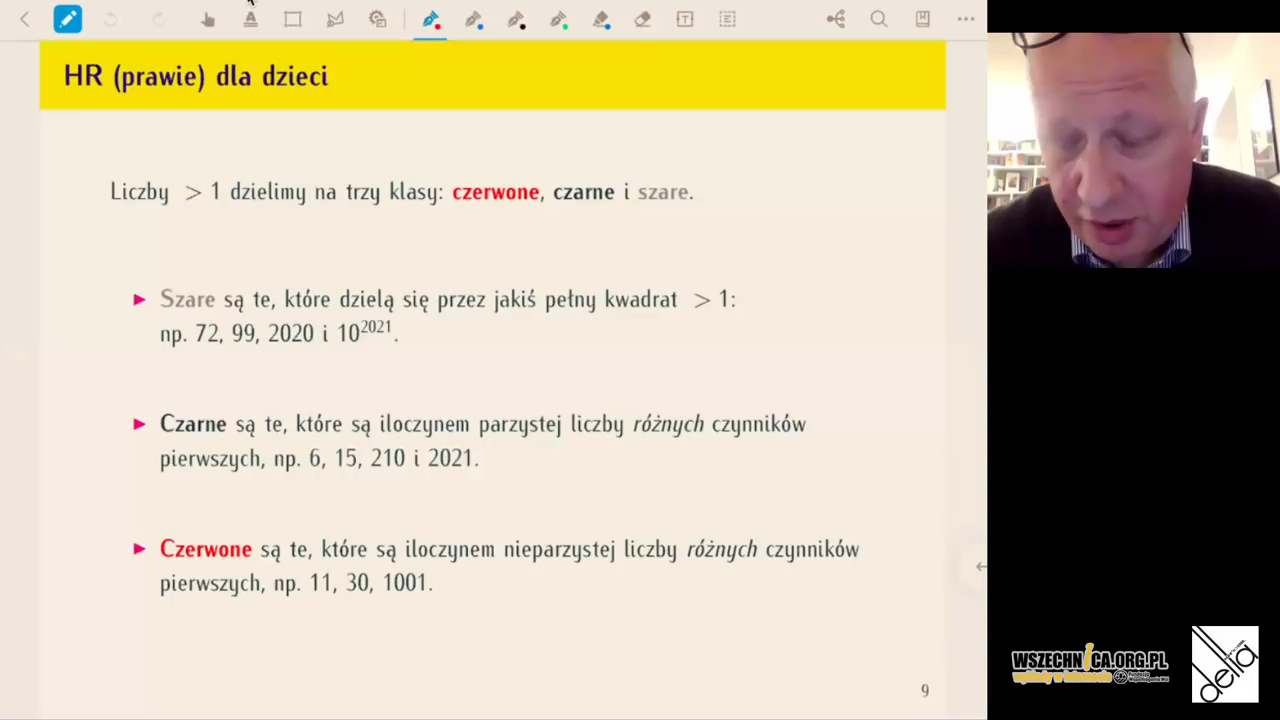 HR (prawie) dla dzieci
Liczby > 1 dzielimy na trzy klasy: czerwone, czarne i szare.
► Szare są te, które dzielą się przez jakiś pełny kwadrat > 1:
np. 72, 99, 2020 i 10²⁰²¹.
► Czarne są te, które są iloczynem parzystej liczby różnych czynników
pierwszych, np. 6, 15, 210 i 2021.
► Czerwone są te, które są iloczynem nieparzystej liczby różnych czynników
pierwszych, np. 11, 30, 1001.
9
WSZECHNICA.ORG.PL
wykłady w internecie
delta